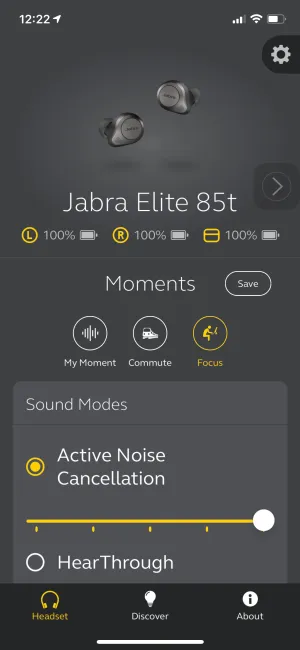 12:22
Jabra Elite 85t
L 100% R 100% 100%
Moments
Save
My Moment Commute Focus
Sound Modes
Active Noise
Cancellation
HearThrough
Headset Discover About